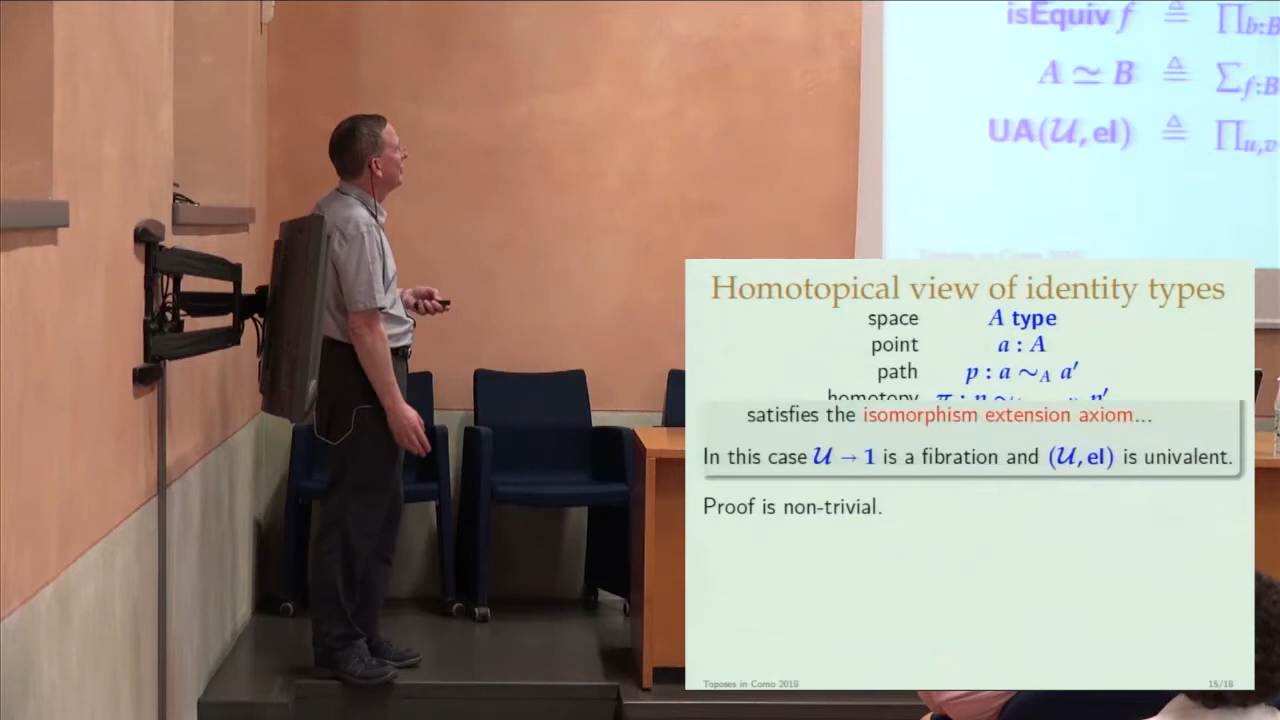 isEquiv f ≜ ∏b:B
A ≃ B ≜ ∑f:B
UA(𝒰, el) ≜ ∏u,v
Homotopical view of identity types
space A type
point a : A
path p : a ∼A a′
homotopy
satisfies the isomorphism extension axiom...
In this case 𝒰 → 1 is a fibration and (𝒰, el) is univalent.
Proof is non-trivial.
Toposes in Como 2018 15/18